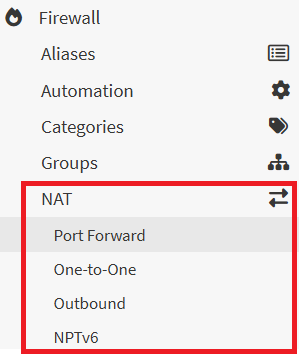 Firewall
Aliases
Automation
Categories
Groups
NAT
Port Forward
One-to-One
Outbound
NPTv6